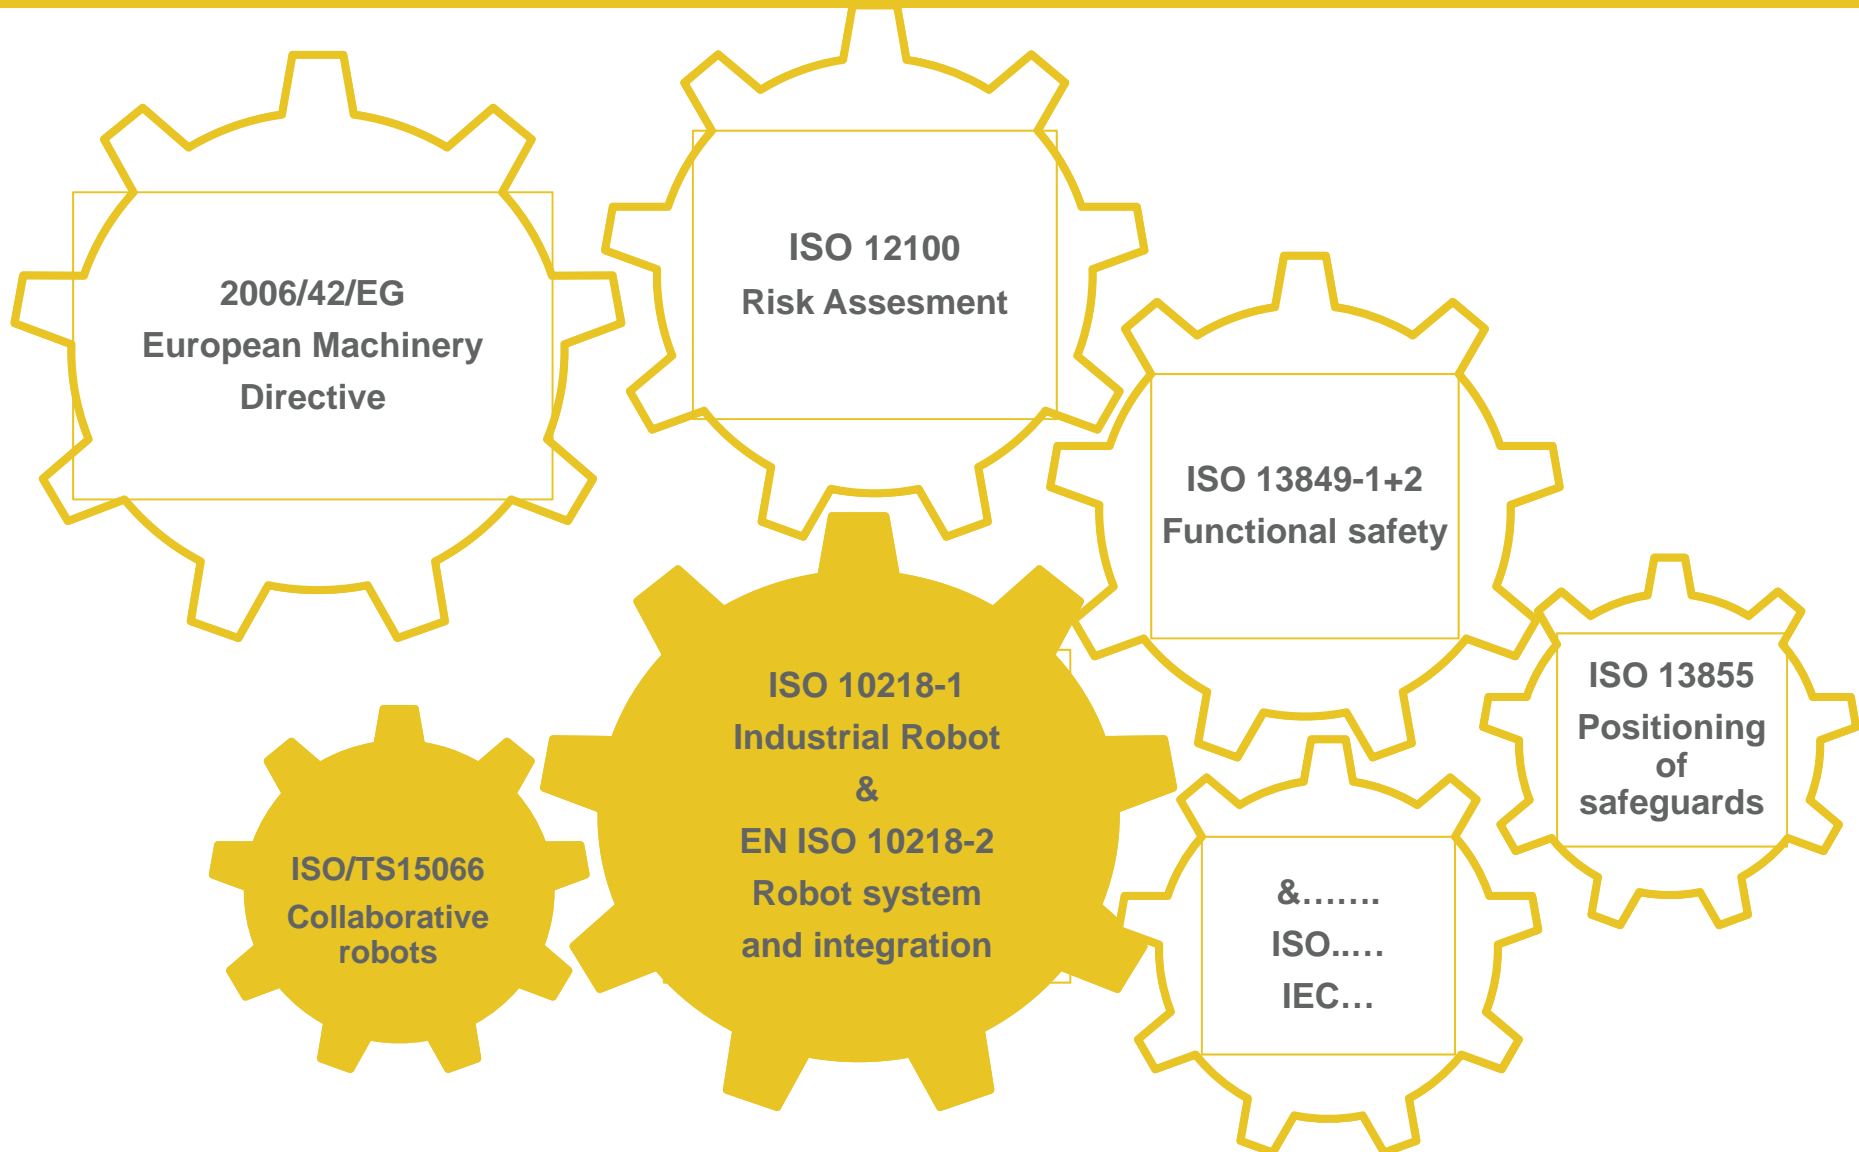 2006/42/EG
European Machinery
Directive
ISO 12100
Risk Assesment
ISO 13849-1+2
Functional safety
ISO 13855
Positioning
of
safeguards
ISO 10218-1
Industrial Robot
&
EN ISO 10218-2
Robot system
and integration
ISO/TS15066
Collaborative
robots
&.......
ISO..…
IEC…